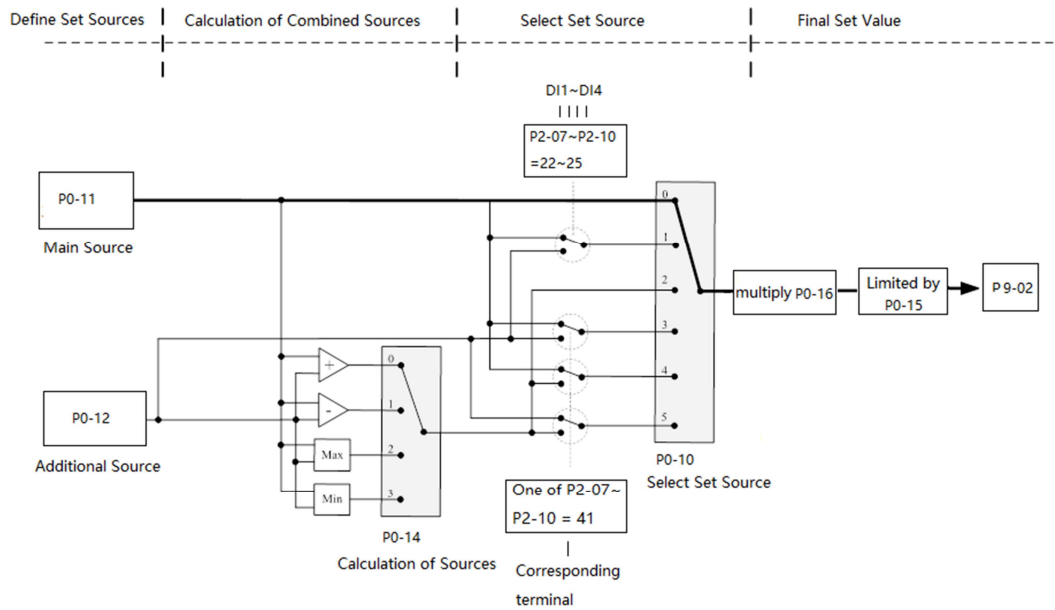 Define Set Sources
Calculation of Combined Sources
Select Set Source
Final Set Value
DI1~DI4
P2-07~P2-10
=22~25
P0-11
Main Source
0
1
2
3
4
5
multiply P0-16
Limited by
P0-15
P 9-02
P0-12
Additional Source
+
-
Max
Min
0
1
2
3
P0-14
Calculation of Sources
One of P2-07~
P2-10 = 41
Corresponding
terminal
P0-10
Select Set Source